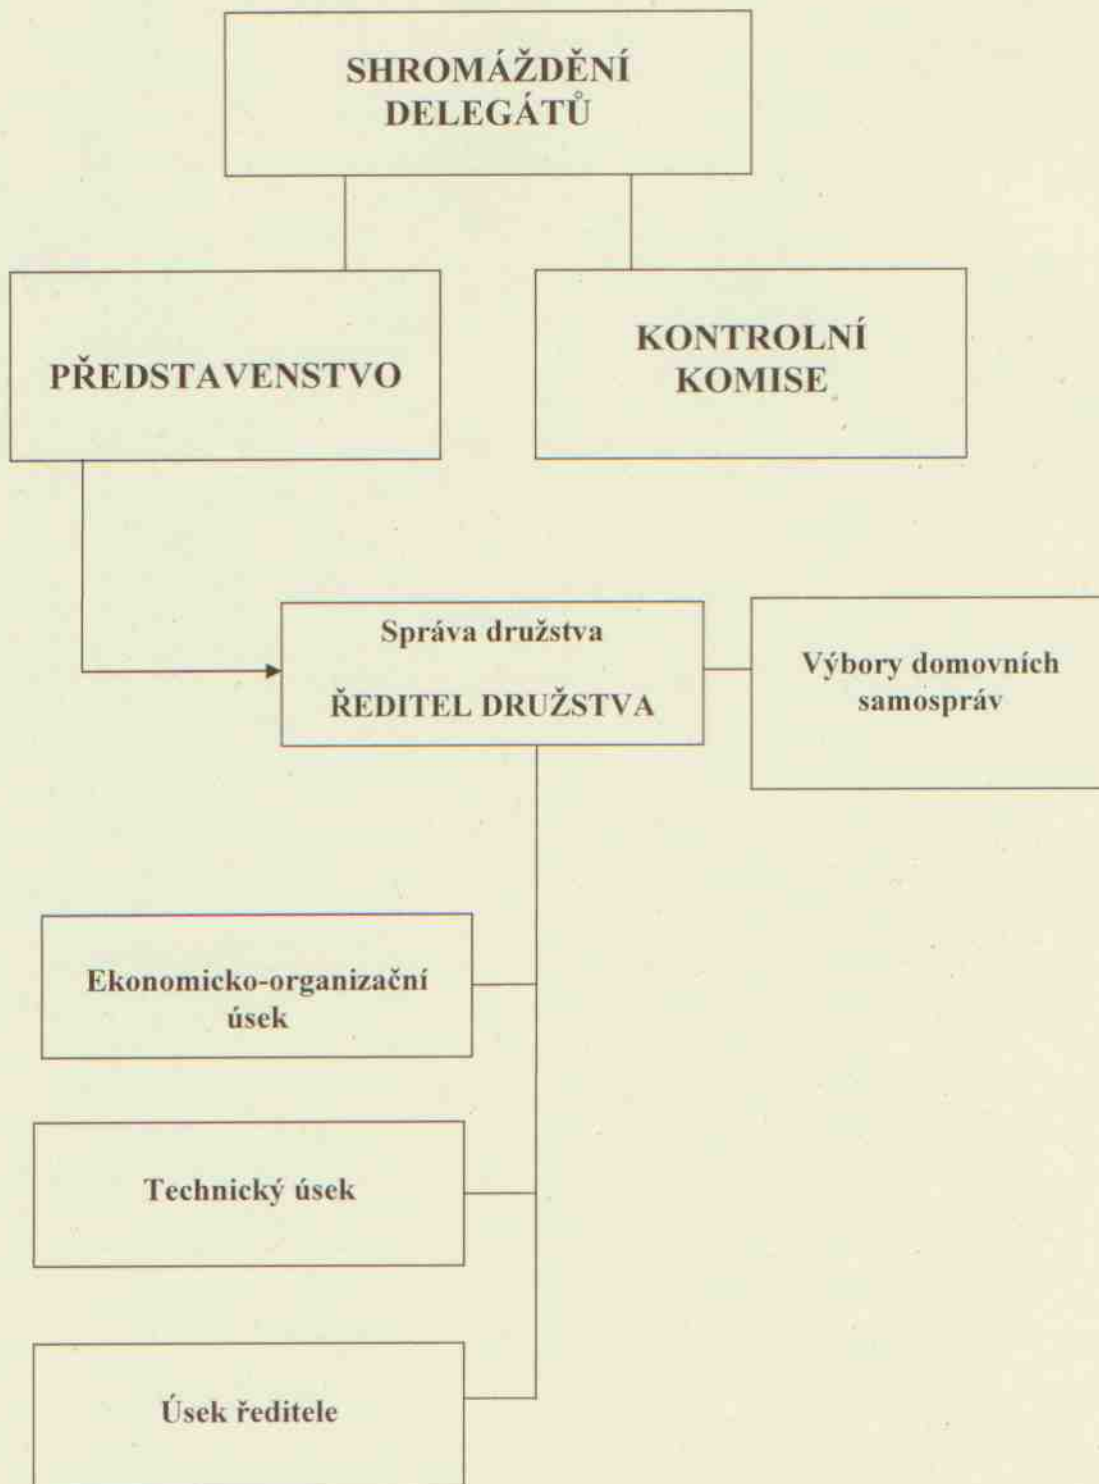 SHROMÁŽDĚNÍ
DELEGÁTŮ
PŘEDSTAVENSTVO
KONTROLNÍ
KOMISE
Správa družstva
ŘEDITEL DRUŽSTVA
Výbory domovních
samospráv
Ekonomicko-organizační
úsek
Technický úsek
Úsek ředitele